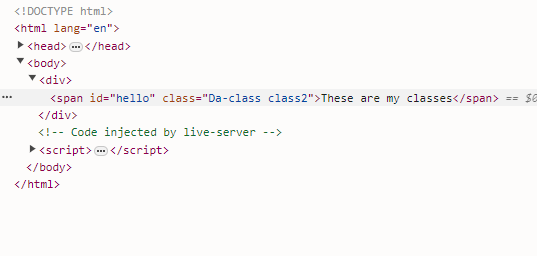 <!DOCTYPE html>
<html lang="en">
<head> ⋯ </head>
<body>
<div>
⋯ <span id="hello" class="Da-class class2">These are my classes</span> == $0
</div>
<!-- Code injected by live-server -->
<script> ⋯ </script>
</body>
</html>